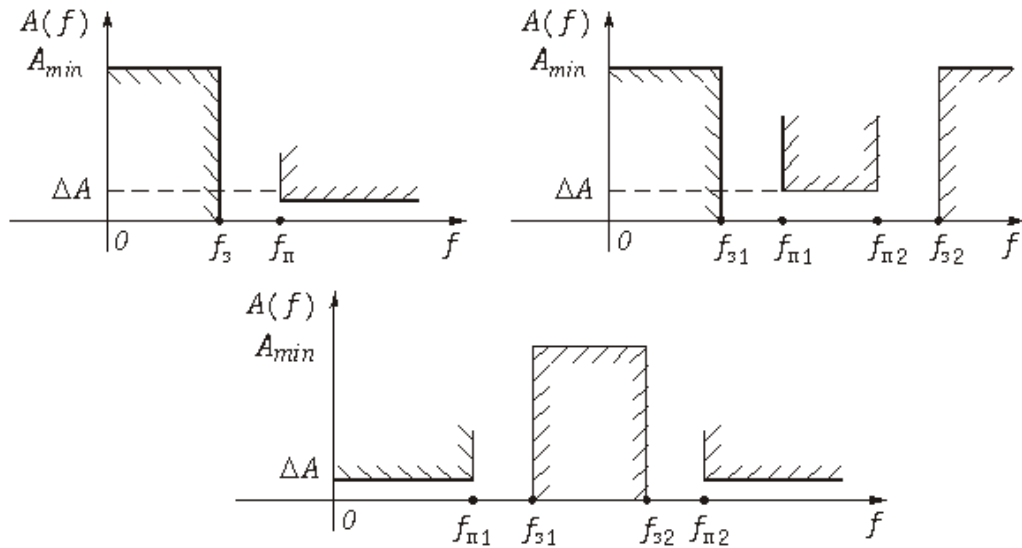 A(f)
A_min
ΔA
0 f_з f_п f
A(f)
A_min
ΔA
0 f_з1 f_п1 f_п2 f_з2 f
A(f)
A_min
ΔA
0 f_п1 f_з1 f_з2 f_п2 f